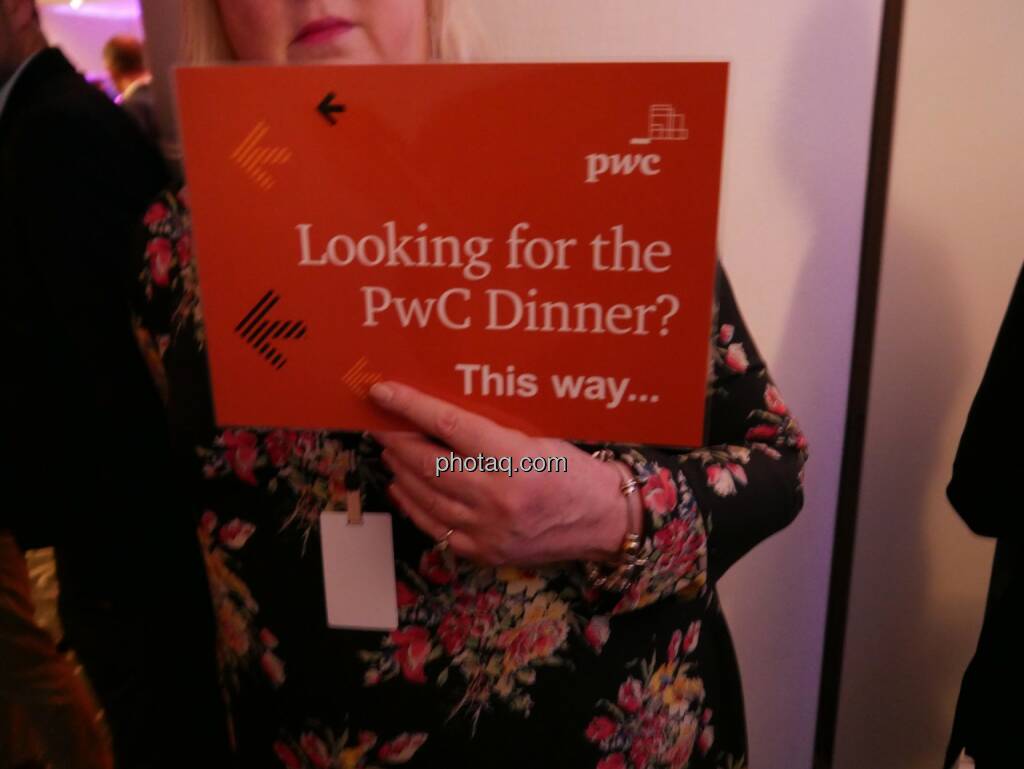 pwc
Looking for the
PwC Dinner?
This way...
photaq.com